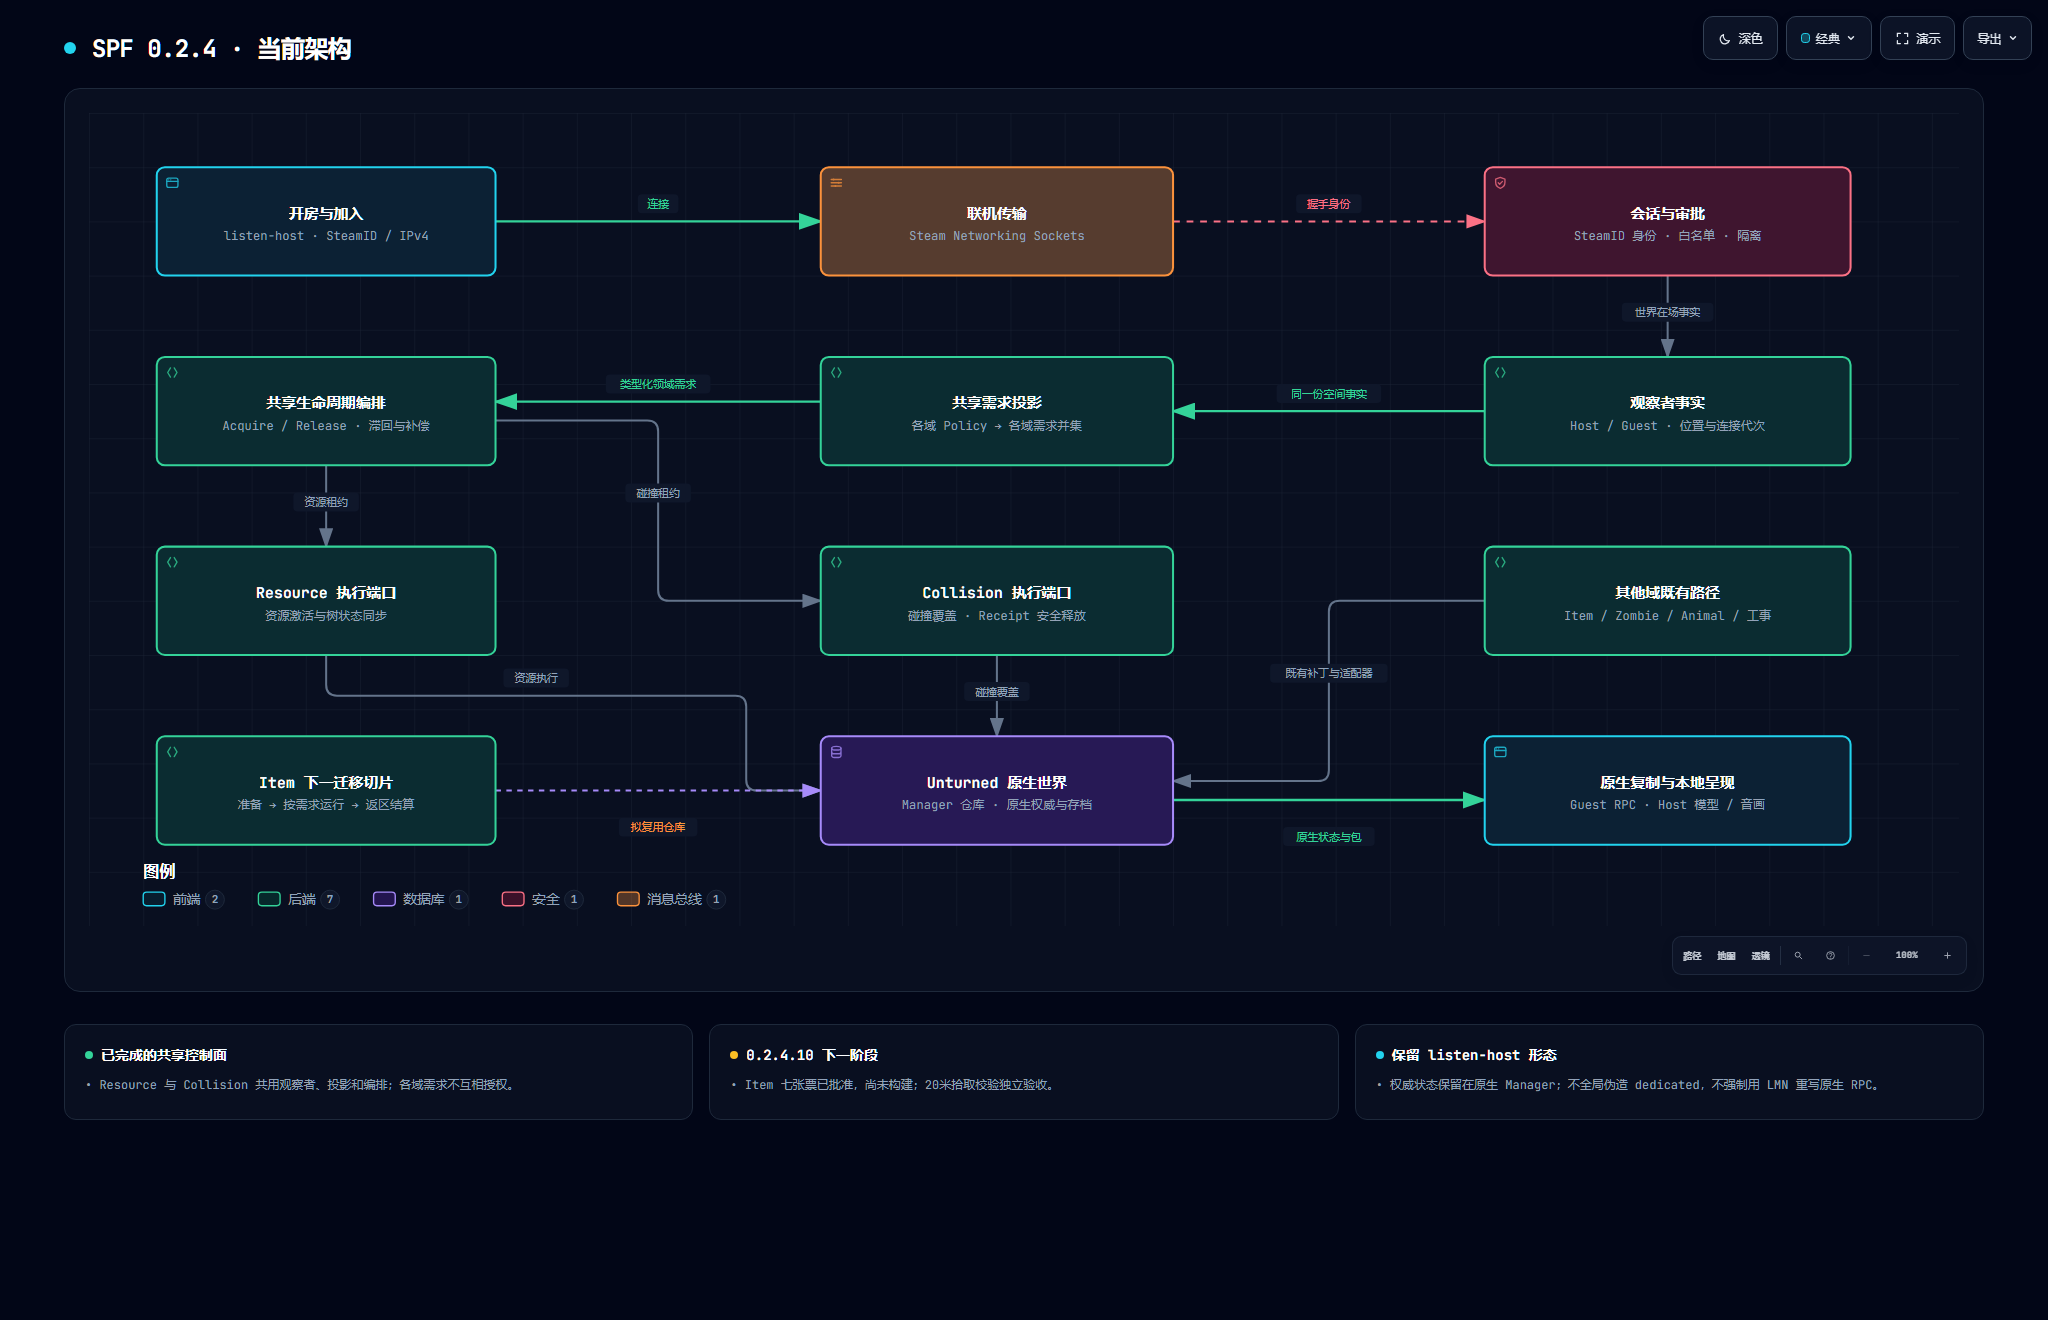 SPF 0.2.4 · 当前架构
深色
经典
演示
导出
开房与加入
listen-host · SteamID / IPv4
连接
联机传输
Steam Networking Sockets
握手身份
会话与审批
SteamID 身份 · 白名单 · 隔离
世界在场事实
共享生命周期编排
Acquire / Release · 滞回与补偿
类型化领域需求
共享需求投影
各域 Policy → 各域需求并集
同一份空间事实
观察者事实
Host / Guest · 位置与连接代次
资源租约
碰撞租约
Resource 执行端口
资源激活与树状态同步
Collision 执行端口
碰撞覆盖 · Receipt 安全释放
其他域既有路径
Item / Zombie / Animal / 工事
资源执行
碰撞覆盖
既有补丁与适配器
Item 下一迁移切片
准备 → 按需求运行 → 返区结算
拟复用仓库
Unturned 原生世界
Manager 仓库 · 原生权威与存档
原生状态与包
原生复制与本地呈现
Guest RPC · Host 模型 / 音画
图例
前端 2
后端 7
数据库 1
安全 1
消息总线 1
路径
地图
透镜
100%
已完成的共享控制面
• Resource 与 Collision 共用观察者、投影和编排；各域需求不互相授权。
0.2.4.10 下一阶段
• Item 七张票已批准，尚未构建；20米拾取校验独立验收。
保留 listen-host 形态
• 权威状态保留在原生 Manager；不全局伪造 dedicated，不强制用 LMN 重写原生 RPC。